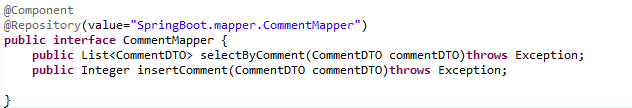 @Component
@Repository(value="SpringBoot.mapper.CommentMapper")
public interface CommentMapper {
    public List<CommentDTO> selectByComment(CommentDTO commentDTO)throws Exception;
    public Integer insertComment(CommentDTO commentDTO)throws Exception;
}